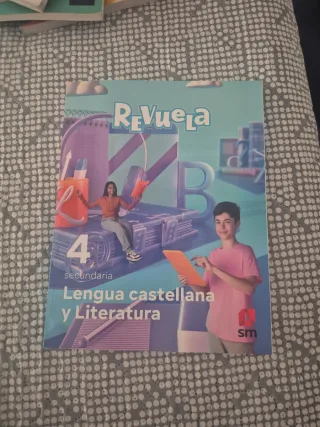 REVUELA
4
secundaria
Lengua castellana
y Literatura
sm